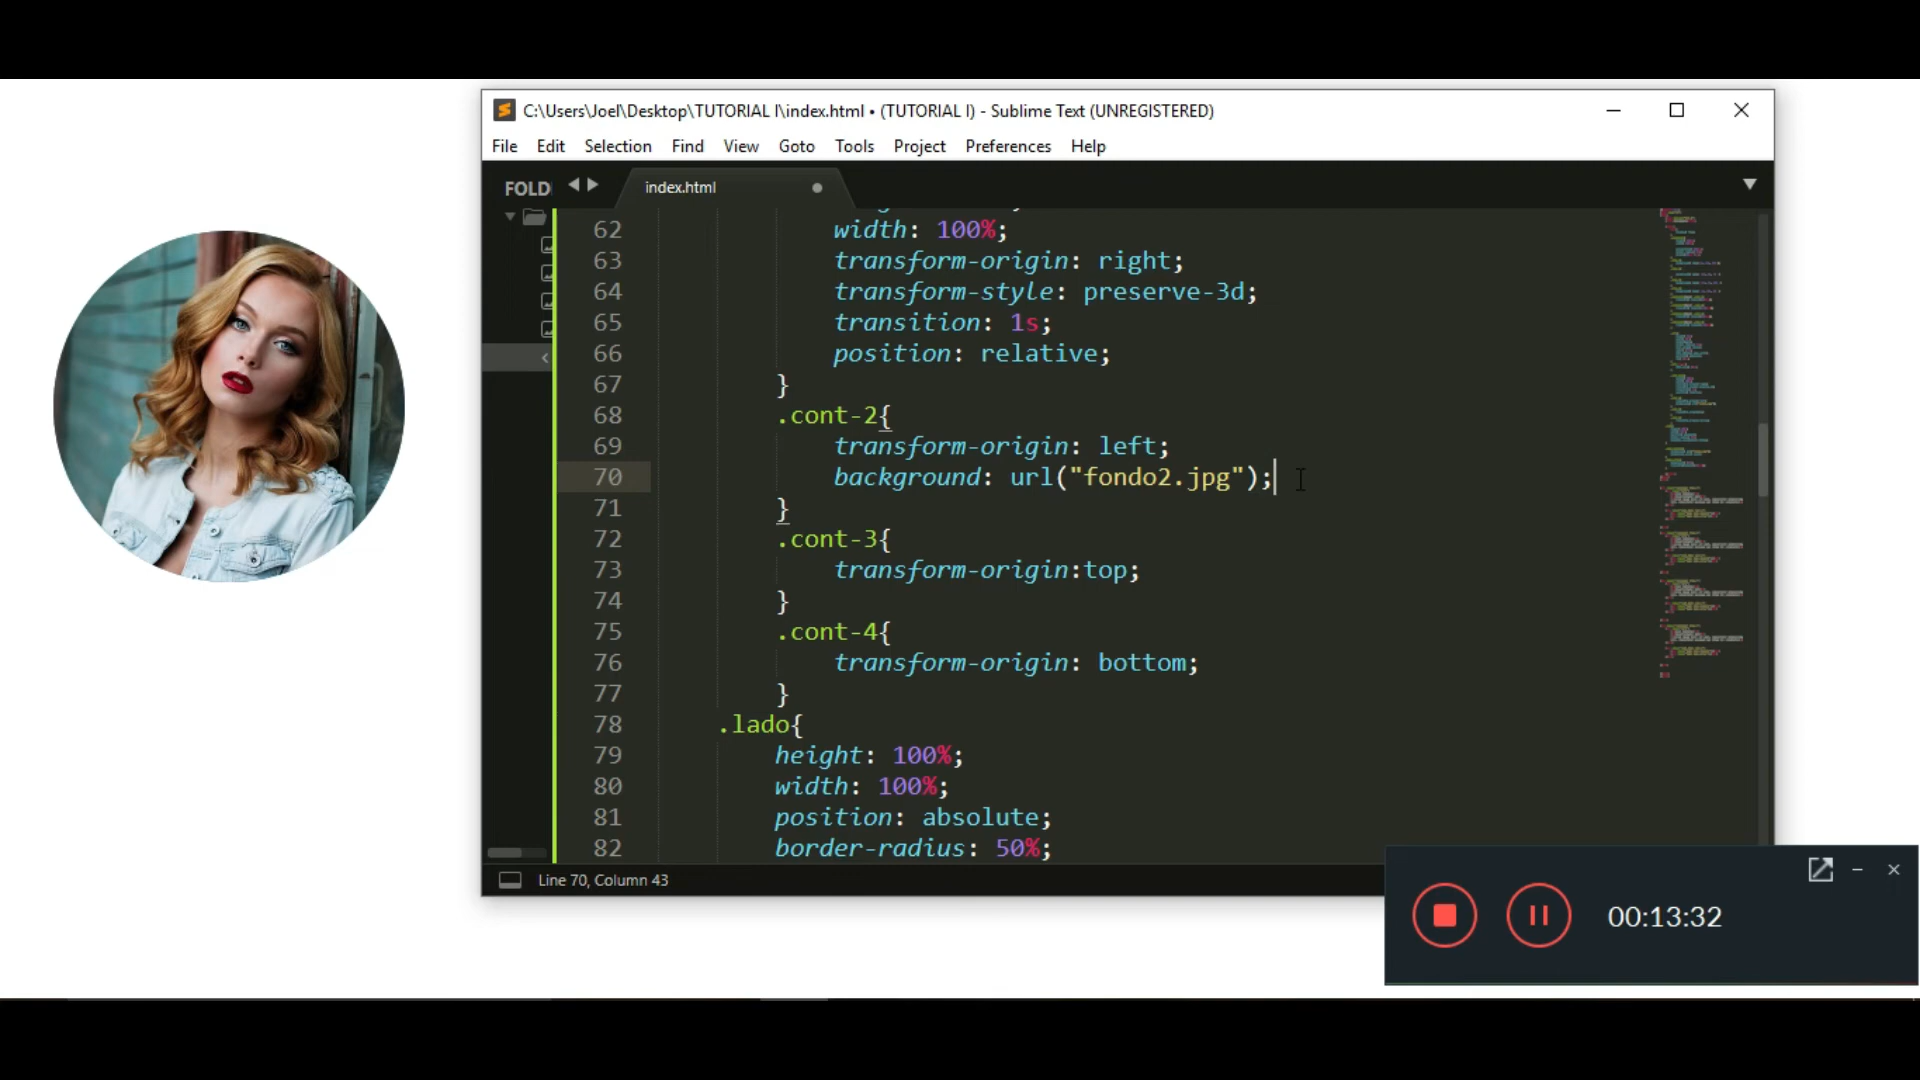 C:\Users\Joel\Desktop\TUTORIAL I\index.html • (TUTORIAL I) - Sublime Text (UNREGISTERED)
File Edit Selection Find View Goto Tools Project Preferences Help
FOLD
index.html
62 width: 100%;
63 transform-origin: right;
64 transform-style: preserve-3d;
65 transition: 1s;
66 position: relative;
67 }
68 .cont-2{
69 transform-origin: left;
70 background: url("fondo2.jpg");
71 }
72 .cont-3{
73 transform-origin:top;
74 }
75 .cont-4{
76 transform-origin: bottom;
77 }
78 .lado{
79 height: 100%;
80 width: 100%;
81 position: absolute;
82 border-radius: 50%;
Line 70, Column 43
00:13:32